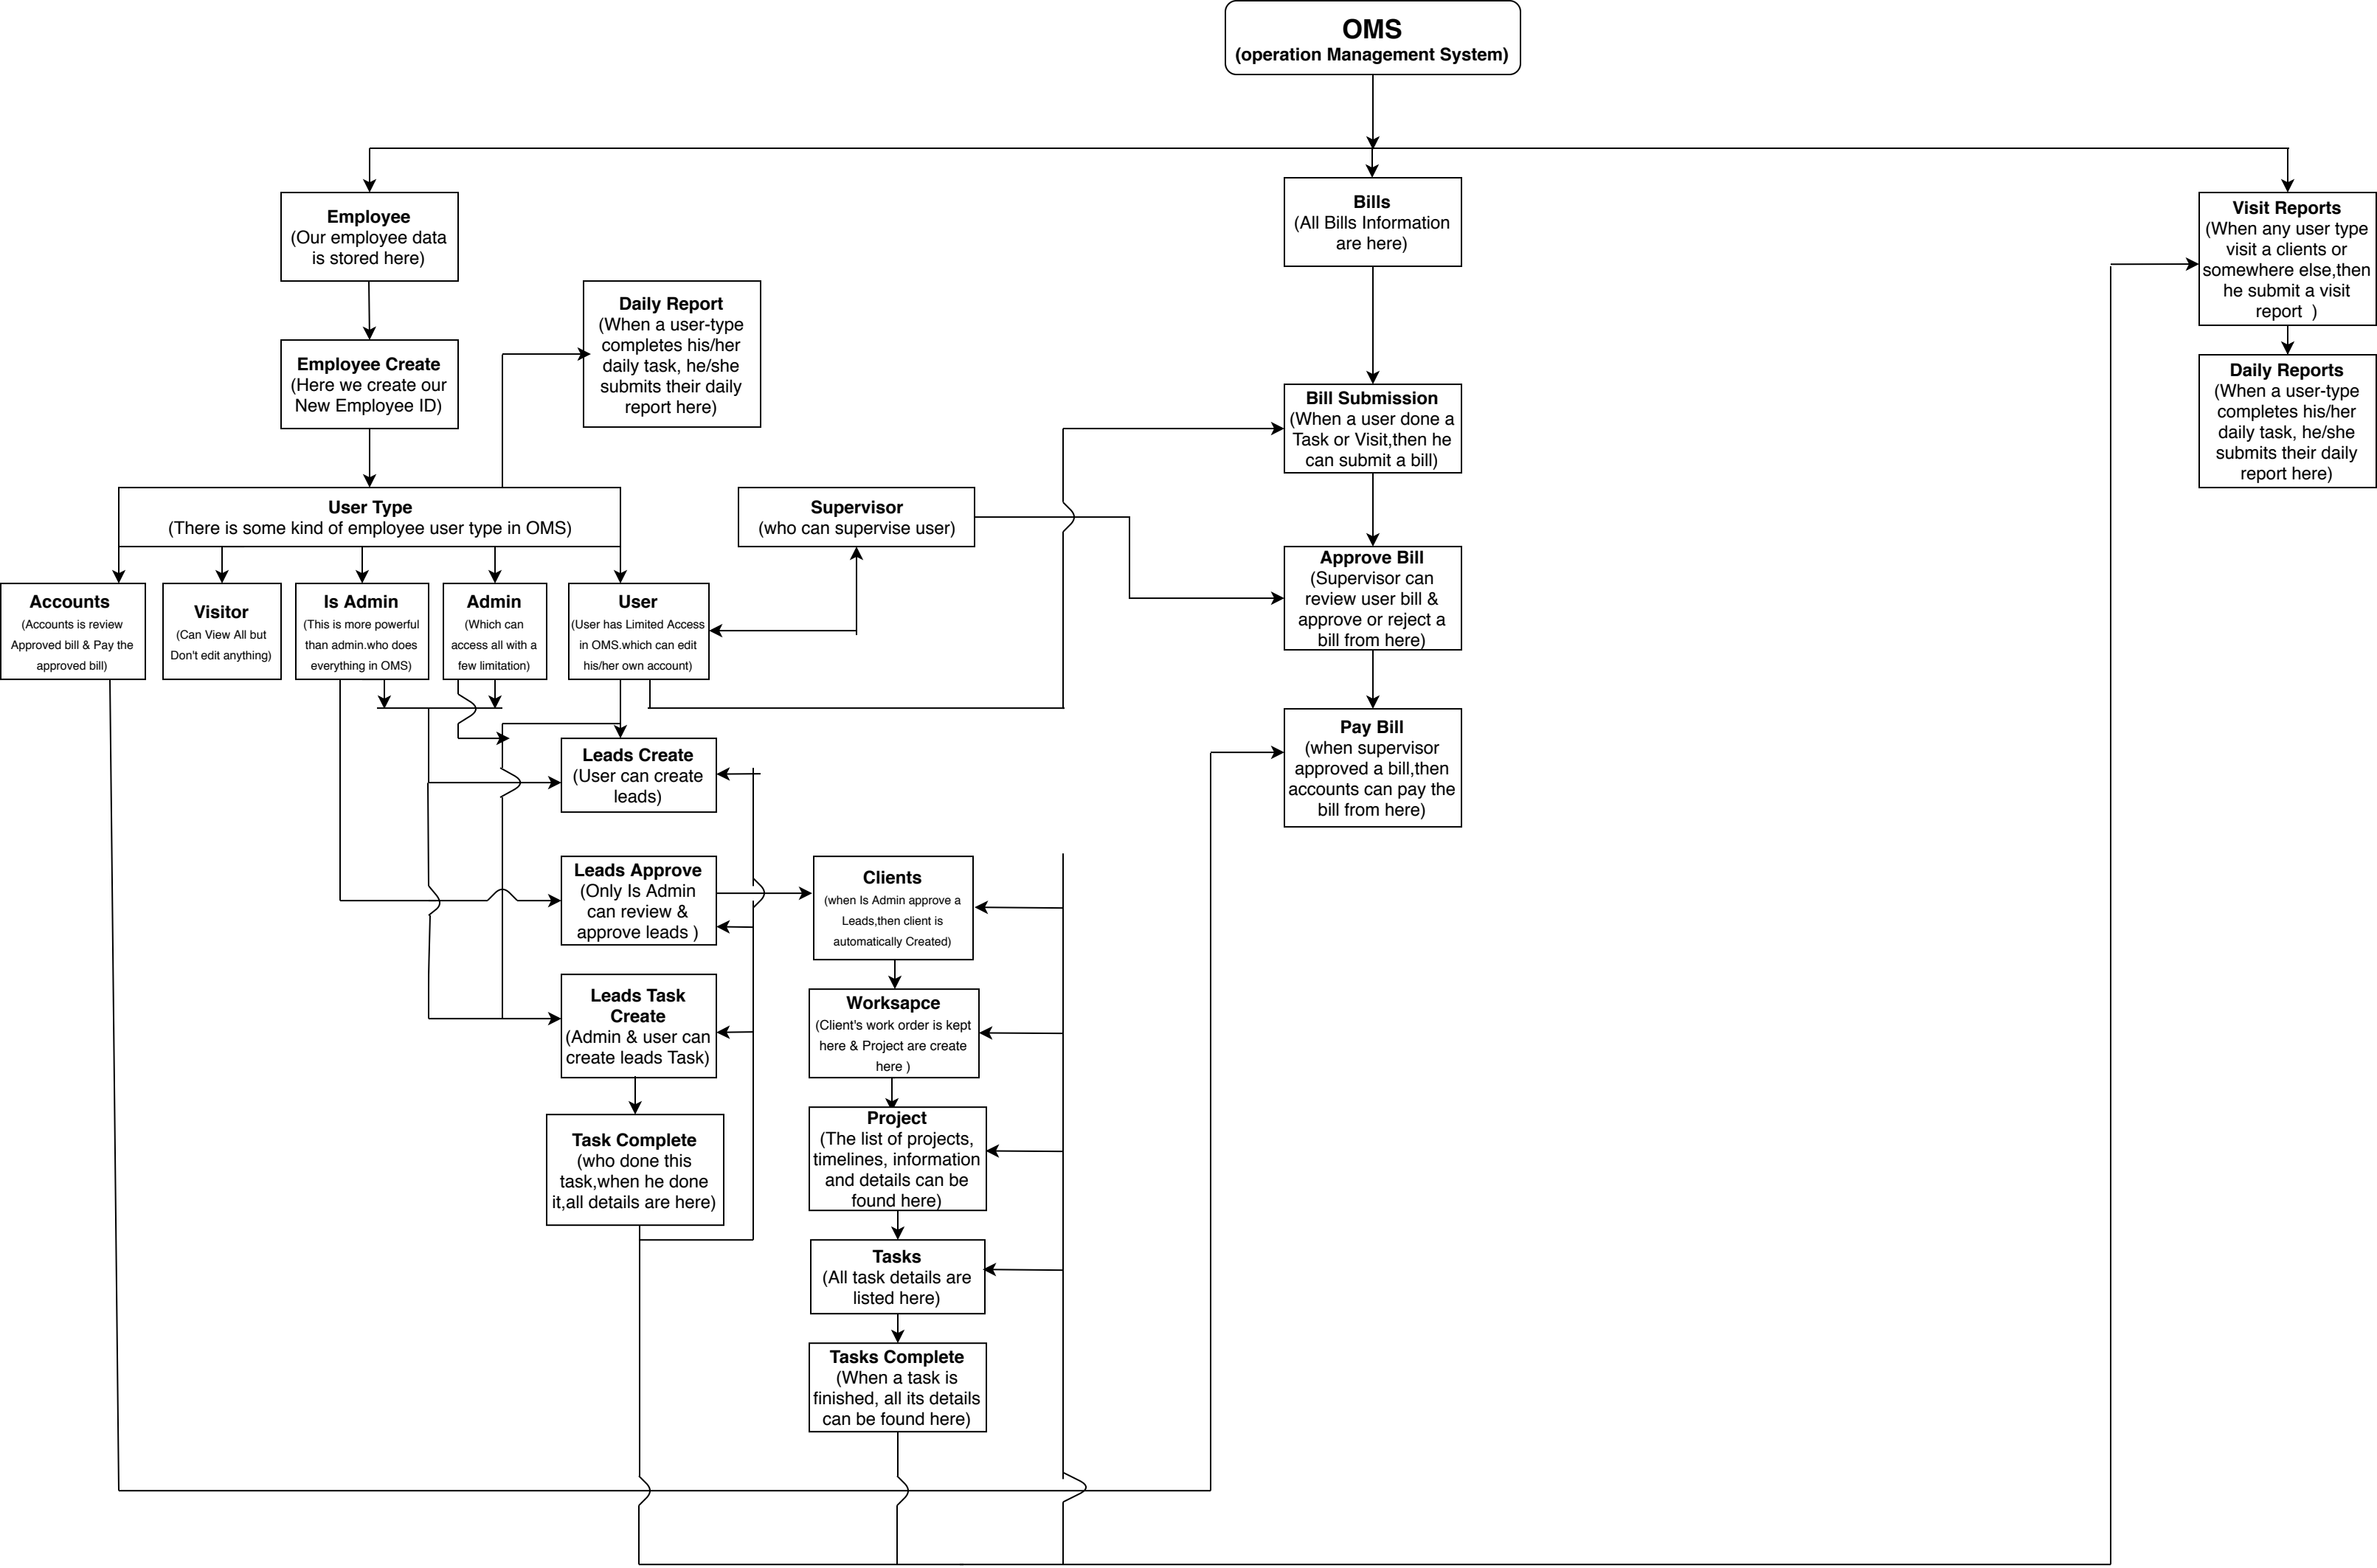 OMS
(operation Management System)
Employee
(Our employee data
is stored here)
Bills
(All Bills Information
are here)
Visit Reports
(When any user type
visit a clients or
somewhere else,then
he submit a visit
report  )
Daily Report
(When a user-type
completes his/her
daily task, he/she
submits their daily
report here)
Employee Create
(Here we create our
New Employee ID)
Daily Reports
(When a user-type
completes his/her
daily task, he/she
submits their daily
report here)
Bill Submission
(When a user done a
Task or Visit,then he
can submit a bill)
User Type
(There is some kind of employee user type in OMS)
Supervisor
(who can supervise user)
Approve Bill
(Supervisor can
review user bill &
approve or reject a
bill from here)
Accounts
(Accounts is review
Approved bill & Pay the
approved bill)
Visitor
(Can View All but
Don't edit anything)
Is Admin
(This is more powerful
than admin.who does
everything in OMS)
Admin
(Which can
access all with a
few limitation)
User
(User has Limited Access
in OMS.which can edit
his/her own account)
Pay Bill
(when supervisor
approved a bill,then
accounts can pay the
bill from here)
Leads Create
(User can create
leads)
Leads Approve
(Only Is Admin
can review &
approve leads )
Clients
(when Is Admin approve a
Leads,then client is
automatically Created)
Leads Task
Create
(Admin & user can
create leads Task)
Worksapce
(Client's work order is kept
here & Project are create
here )
Task Complete
(who done this
task,when he done
it,all details are here)
Project
(The list of projects,
timelines, information
and details can be
found here)
Tasks
(All task details are
listed here)
Tasks Complete
(When a task is
finished, all its details
can be found here)